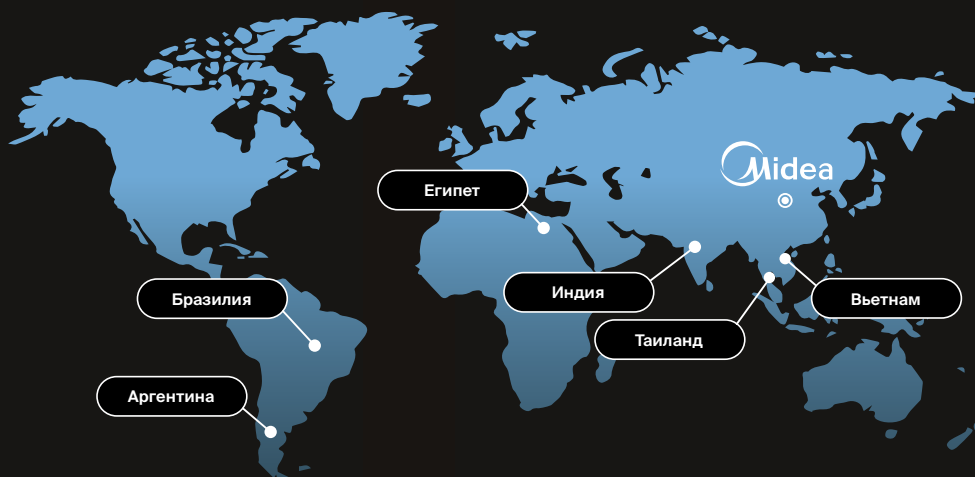 Midea
Египет
Индия
Бразилия
Вьетнам
Таиланд
Аргентина